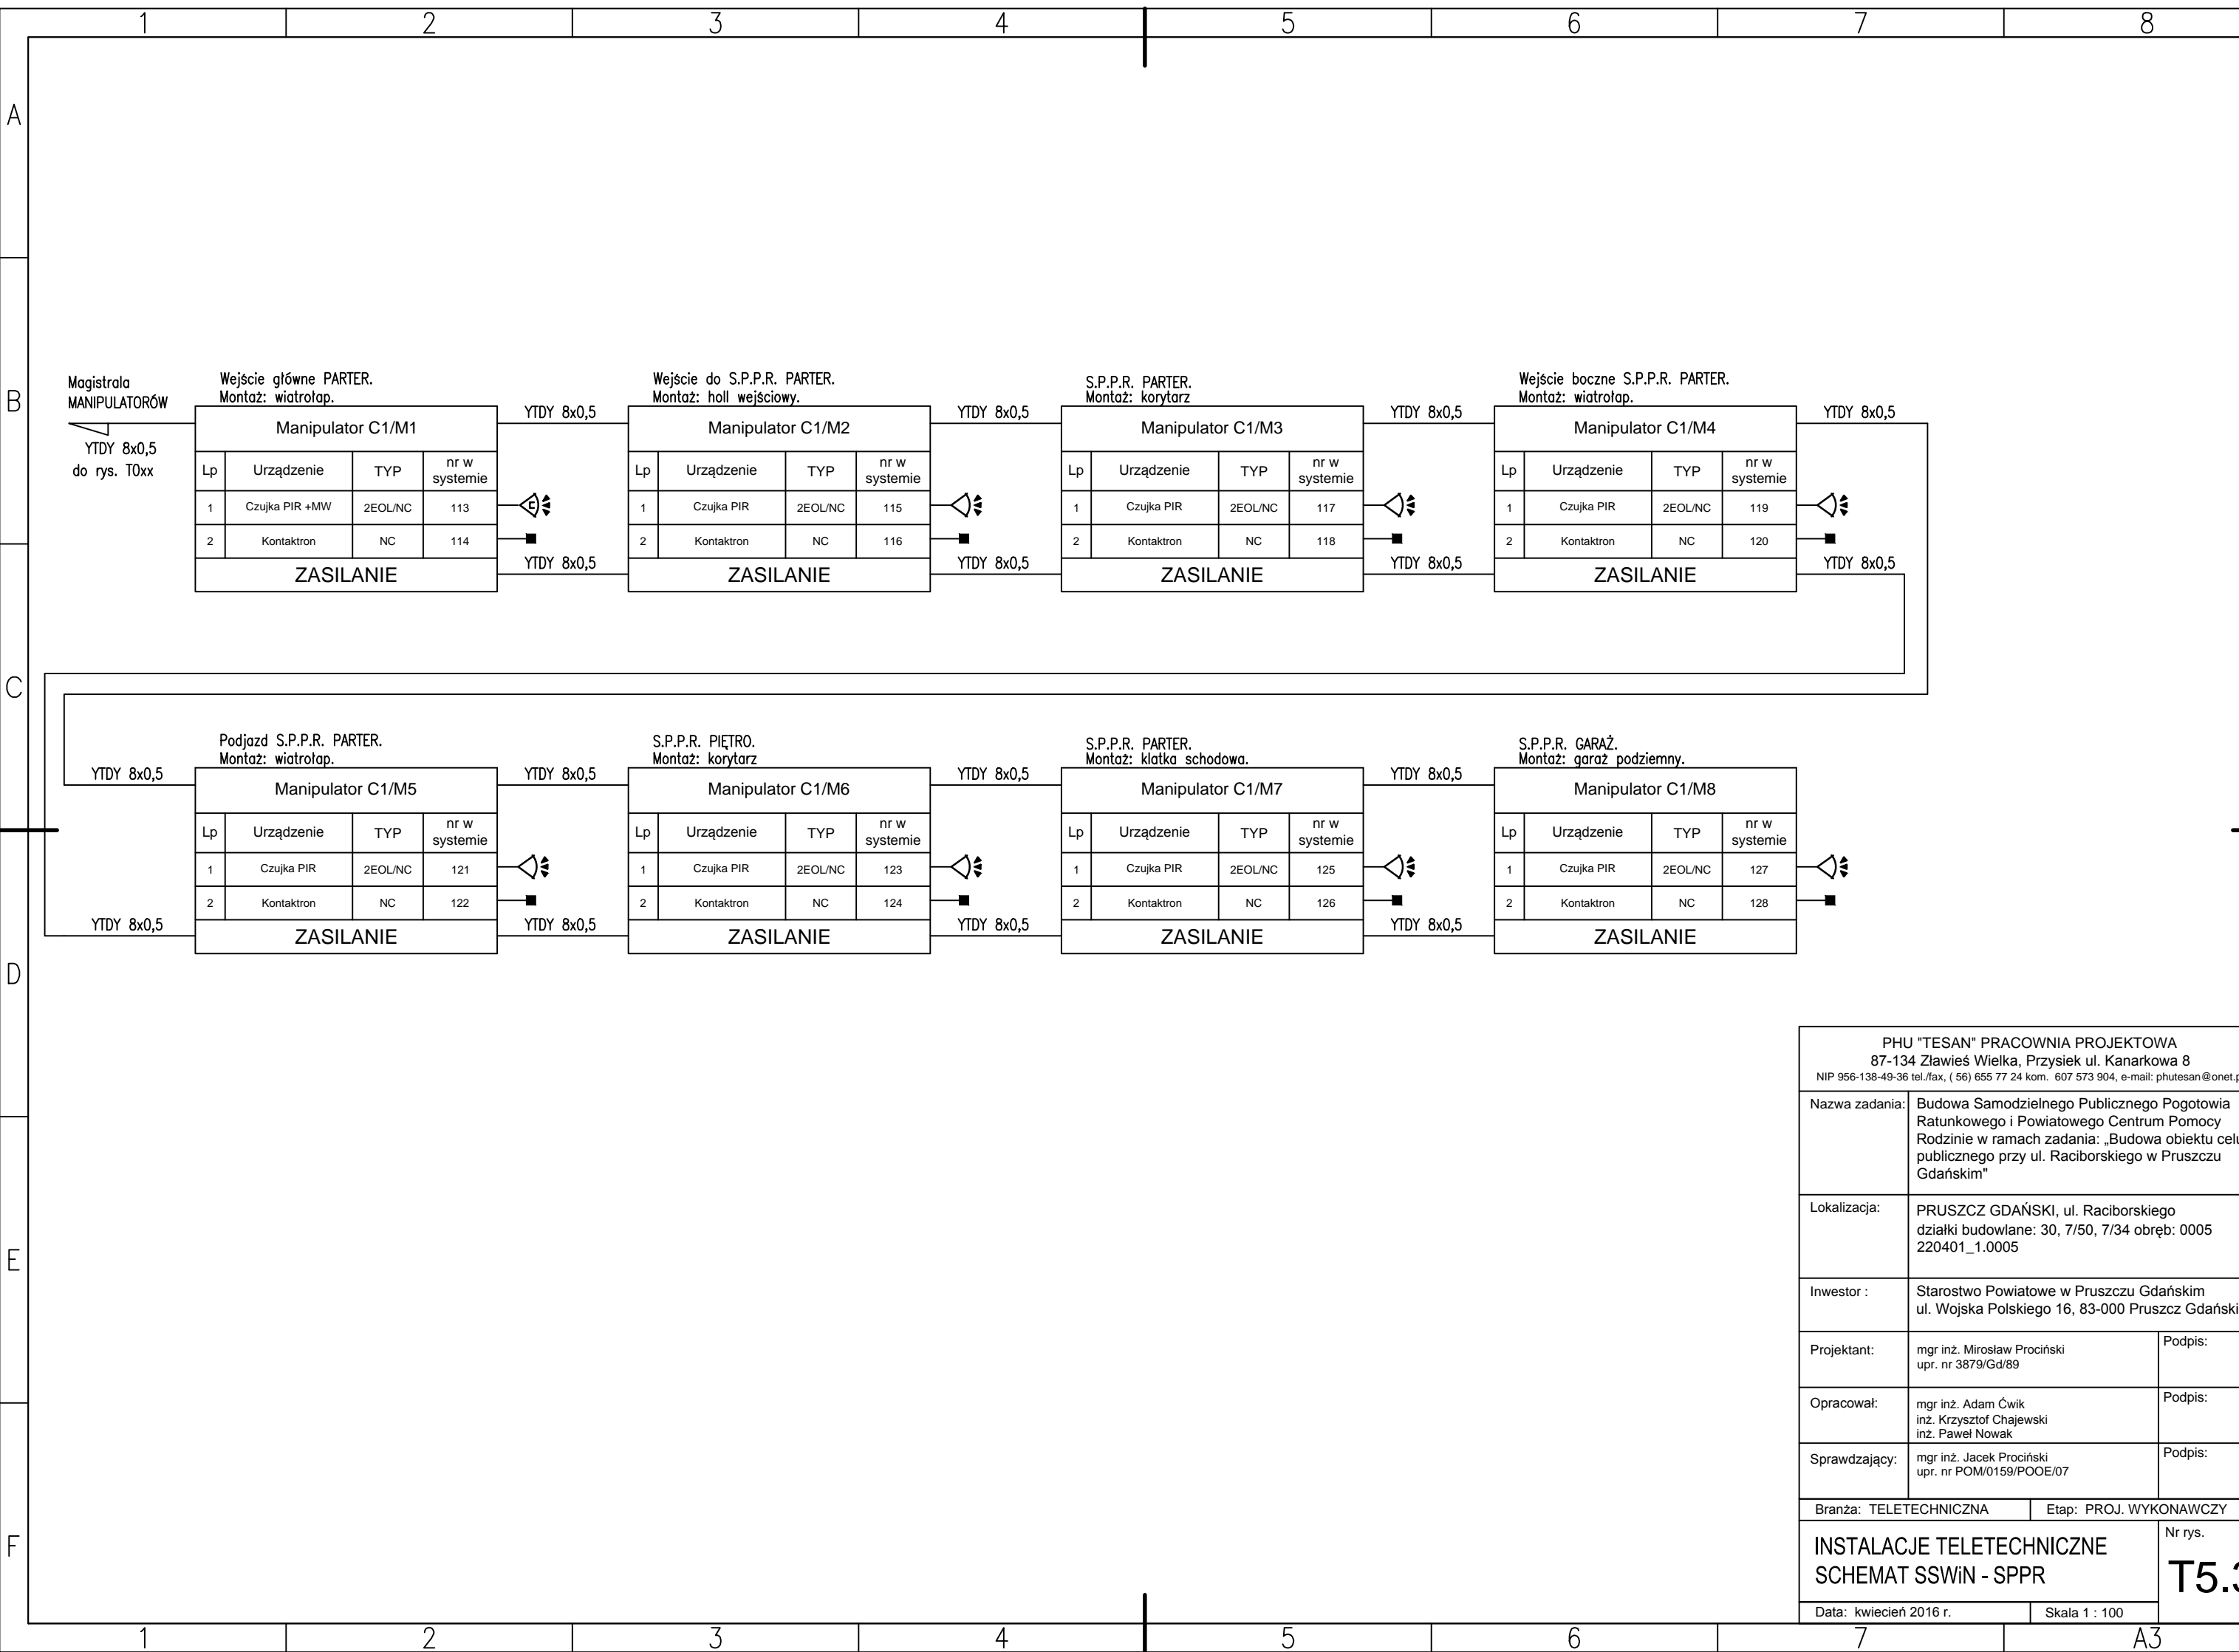 1 2 3 4 5 6 7 8
A
B
C
D
E
F
Magistrala
MANIPULATORÓW
YTDY 8x0,5
do rys. T0xx
Wejście główne PARTER.
Montaż: wiatrołap.
Manipulator C1/M1
Lp Urządzenie TYP nr w systemie
1 Czujka PIR +MW 2EOL/NC 113
2 Kontaktron NC 114
ZASILANIE
YTDY 8x0,5
YTDY 8x0,5
Wejście do S.P.P.R. PARTER.
Montaż: holl wejściowy.
Manipulator C1/M2
Lp Urządzenie TYP nr w systemie
1 Czujka PIR 2EOL/NC 115
2 Kontaktron NC 116
ZASILANIE
YTDY 8x0,5
YTDY 8x0,5
S.P.P.R. PARTER.
Montaż: korytarz
Manipulator C1/M3
Lp Urządzenie TYP nr w systemie
1 Czujka PIR 2EOL/NC 117
2 Kontaktron NC 118
ZASILANIE
YTDY 8x0,5
YTDY 8x0,5
Wejście boczne S.P.P.R. PARTER.
Montaż: wiatrołap.
Manipulator C1/M4
Lp Urządzenie TYP nr w systemie
1 Czujka PIR 2EOL/NC 119
2 Kontaktron NC 120
ZASILANIE
YTDY 8x0,5
YTDY 8x0,5
YTDY 8x0,5
YTDY 8x0,5
Podjazd S.P.P.R. PARTER.
Montaż: wiatrołap.
Manipulator C1/M5
Lp Urządzenie TYP nr w systemie
1 Czujka PIR 2EOL/NC 121
2 Kontaktron NC 122
ZASILANIE
YTDY 8x0,5
YTDY 8x0,5
S.P.P.R. PIĘTRO.
Montaż: korytarz
Manipulator C1/M6
Lp Urządzenie TYP nr w systemie
1 Czujka PIR 2EOL/NC 123
2 Kontaktron NC 124
ZASILANIE
YTDY 8x0,5
YTDY 8x0,5
S.P.P.R. PARTER.
Montaż: klatka schodowa.
Manipulator C1/M7
Lp Urządzenie TYP nr w systemie
1 Czujka PIR 2EOL/NC 125
2 Kontaktron NC 126
ZASILANIE
YTDY 8x0,5
YTDY 8x0,5
S.P.P.R. GARAŻ.
Montaż: garaż podziemny.
Manipulator C1/M8
Lp Urządzenie TYP nr w systemie
1 Czujka PIR 2EOL/NC 127
2 Kontaktron NC 128
ZASILANIE
PHU "TESAN" PRACOWNIA PROJEKTOWA
87-134 Zławieś Wielka, Przysiek ul. Kanarkowa 8
NIP 956-138-49-36 tel./fax, ( 56) 655 77 24 kom. 607 573 904, e-mail: phutesan@onet.p
Nazwa zadania: Budowa Samodzielnego Publicznego Pogotowia
Ratunkowego i Powiatowego Centrum Pomocy
Rodzinie w ramach zadania: „Budowa obiektu celu
publicznego przy ul. Raciborskiego w Pruszczu
Gdańskim"
Lokalizacja: PRUSZCZ GDAŃSKI, ul. Raciborskiego
działki budowlane: 30, 7/50, 7/34 obręb: 0005
220401_1.0005
Inwestor : Starostwo Powiatowe w Pruszczu Gdańskim
ul. Wojska Polskiego 16, 83-000 Pruszcz Gdański
Projektant: mgr inż. Mirosław Prociński Podpis:
upr. nr 3879/Gd/89
Opracował: mgr inż. Adam Ćwik Podpis:
inż. Krzysztof Chajewski
inż. Paweł Nowak
Sprawdzający: mgr inż. Jacek Prociński Podpis:
upr. nr POM/0159/POOE/07
Branża: TELETECHNICZNA Etap: PROJ. WYKONAWCZY
INSTALACJE TELETECHNICZNE
SCHEMAT SSWiN - SPPR
Nr rys.
T5.3
Data: kwiecień 2016 r. Skala 1 : 100
1 2 3 4 5 6 7 A3